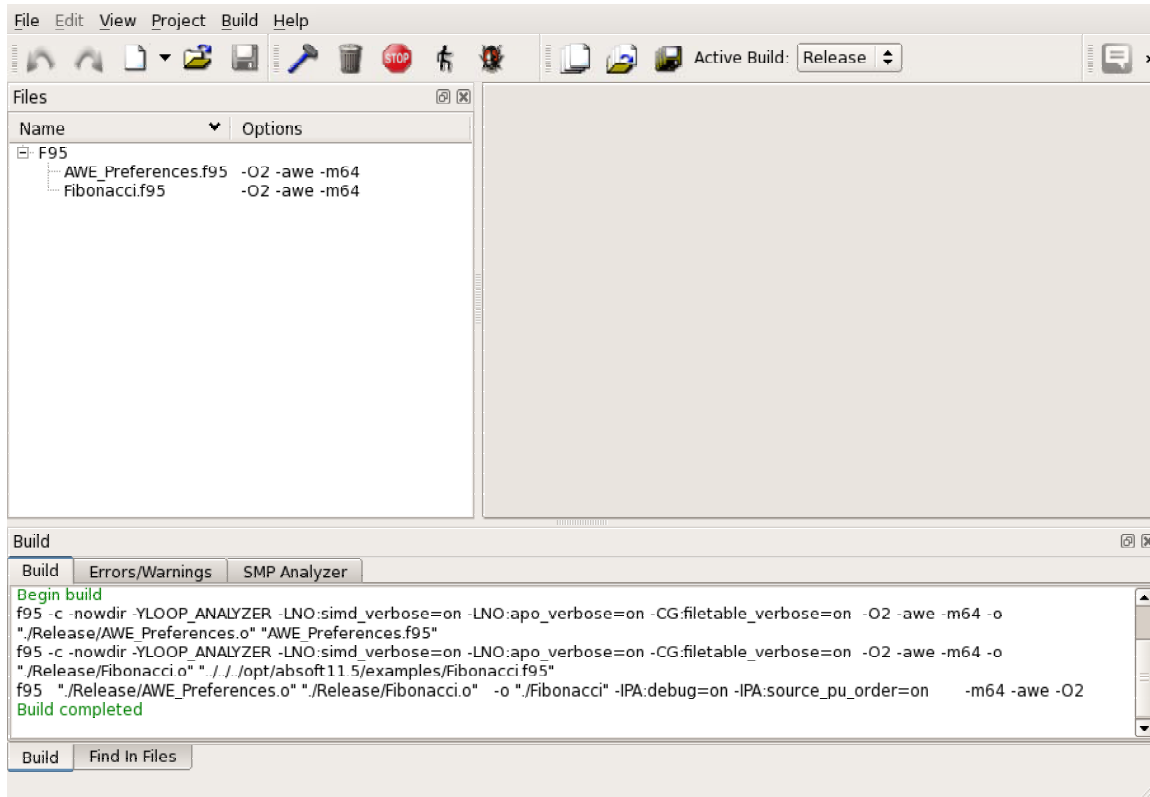 File Edit View Project Build Help
STOP
Active Build: Release
Files
Name Options
F95
AWE_Preferences.f95 -O2 -awe -m64
Fibonacci.f95 -O2 -awe -m64
Build
Build Errors/Warnings SMP Analyzer
Begin build
f95 -c -nowdir -YLOOP_ANALYZER -LNO:simd_verbose=on -LNO:apo_verbose=on -CG:filetable_verbose=on -O2 -awe -m64 -o
"./Release/AWE_Preferences.o" "AWE_Preferences.f95"
f95 -c -nowdir -YLOOP_ANALYZER -LNO:simd_verbose=on -LNO:apo_verbose=on -CG:filetable_verbose=on -O2 -awe -m64 -o
"./Release/Fibonacci.o" "../../../opt/absoft11.5/examples/Fibonacci.f95"
f95 "./Release/AWE_Preferences.o" "./Release/Fibonacci.o" -o "./Fibonacci" -IPA:debug=on -IPA:source_pu_order=on -m64 -awe -O2
Build completed
Build Find In Files